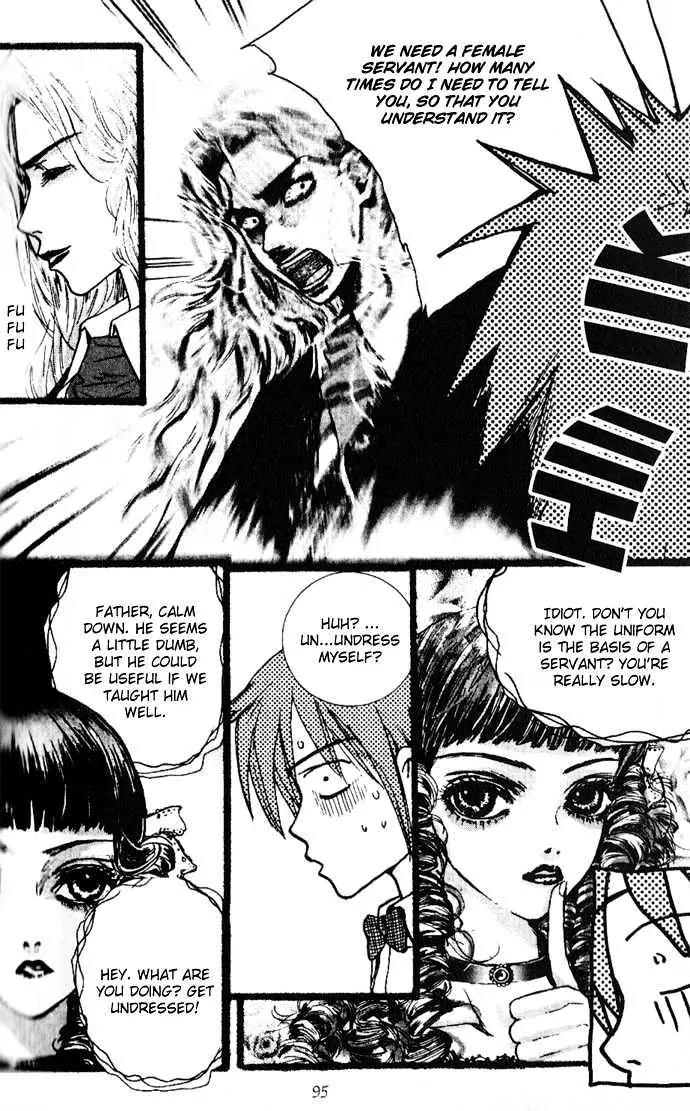 WE NEED A FEMALE
SERVANT! HOW MANY
TIMES DO I NEED TO TELL
YOU, SO THAT YOU
UNDERSTAND IT?
FU
FU
FU
HIII IIK
FATHER, CALM
DOWN. HE SEEMS
A LITTLE DUMB,
BUT HE COULD
BE USEFUL IF WE
TAUGHT HIM
WELL.
HEY. WHAT ARE
YOU DOING? GET
UNDRESSED!
HUH? ...
UN...UNDRESS
MYSELF?
IDIOT. DON'T YOU
KNOW THE UNIFORM
IS THE BASIS OF A
SERVANT? YOU'RE
REALLY SLOW.
95